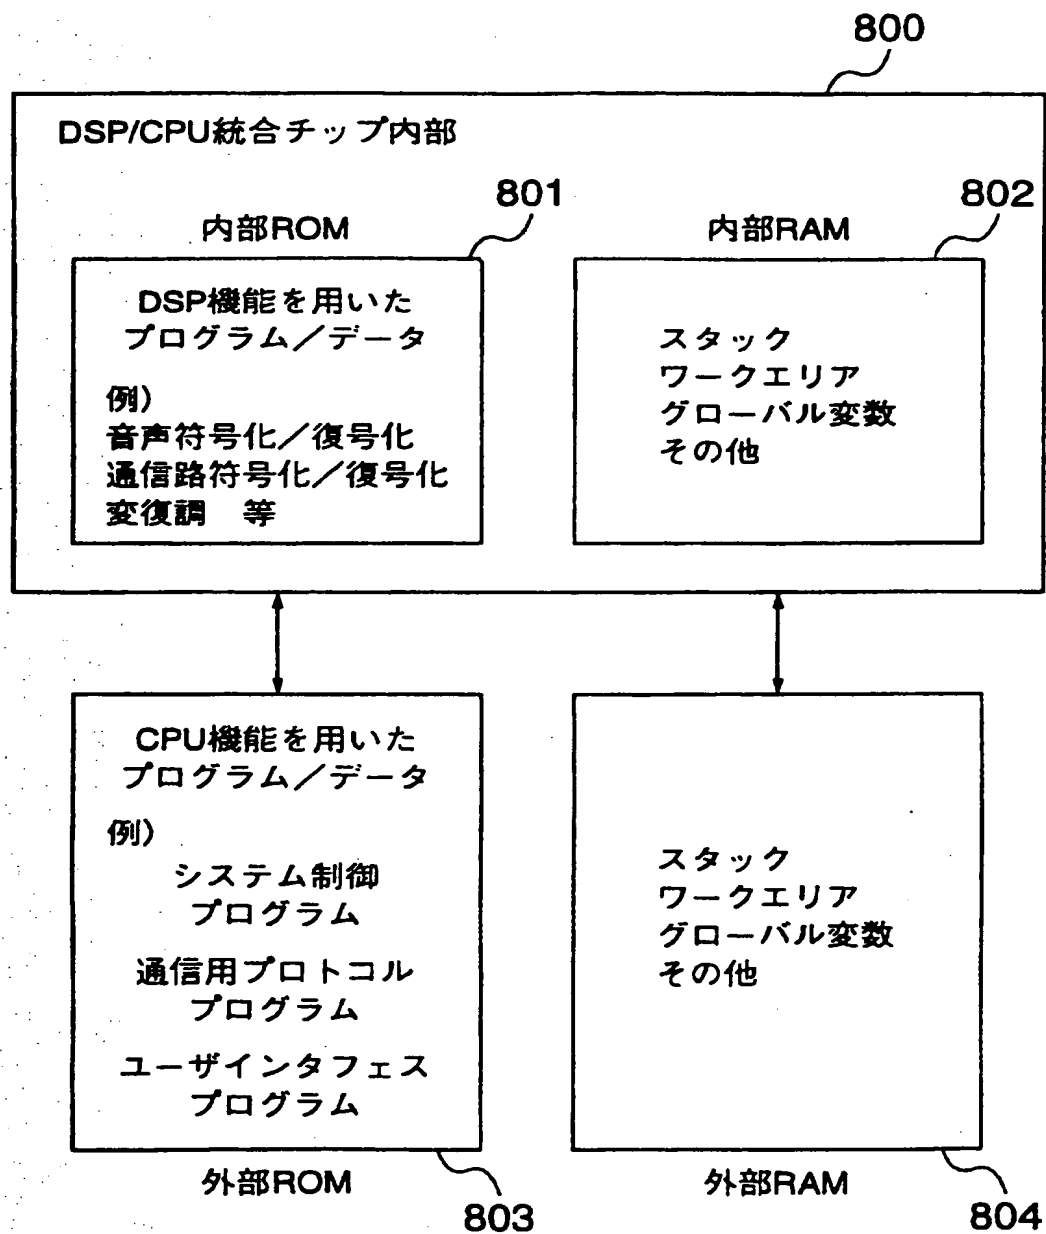 800
DSP/CPU統合チップ内部
801
802
内部ROM
内部RAM
DSP機能を用いた
プログラム／データ
例)
音声符号化／復号化
通信路符号化／復号化
変復調　等
スタック
ワークエリア
グローバル変数
その他
CPU機能を用いた
プログラム／データ
例)
システム制御
プログラム
通信用プロトコル
プログラム
ユーザインタフェス
プログラム
スタック
ワークエリア
グローバル変数
その他
外部ROM
外部RAM
803
804